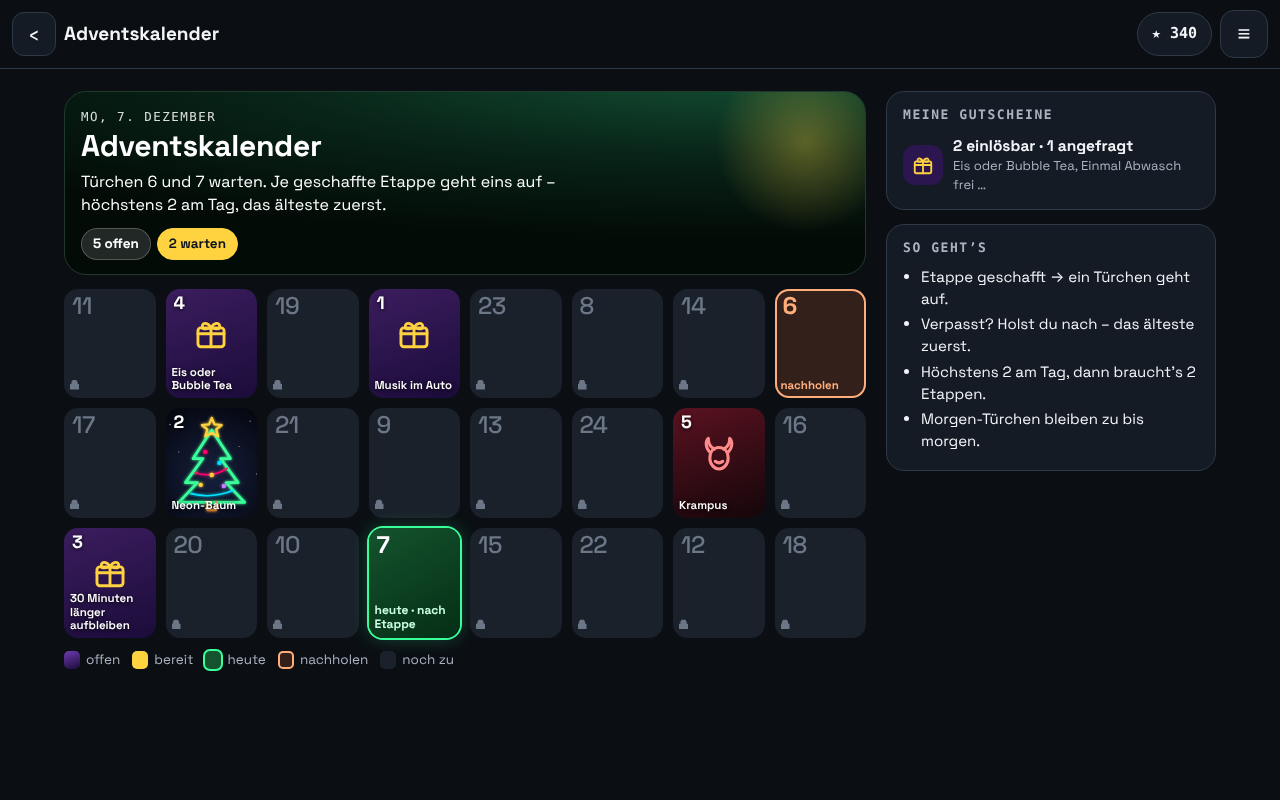 < Adventskalender ★ 340 ≡
MO, 7. DEZEMBER
Adventskalender
Türchen 6 und 7 warten. Je geschaffte Etappe geht eins auf –
höchstens 2 am Tag, das älteste zuerst.
5 offen 2 warten
11
4
Eis oder
Bubble Tea
19
1
Musik im Auto
23
8
14
6
nachholen
17
2
Neon-Baum
21
9
13
24
5
Krampus
16
3
30 Minuten
länger
aufbleiben
20
10
7
heute · nach
Etappe
15
22
12
18
offen bereit heute nachholen noch zu
MEINE GUTSCHEINE
2 einlösbar · 1 angefragt
Eis oder Bubble Tea, Einmal Abwasch
frei …
SO GEHT’S
• Etappe geschafft → ein Türchen geht
auf.
• Verpasst? Holst du nach – das älteste
zuerst.
• Höchstens 2 am Tag, dann braucht’s 2
Etappen.
• Morgen-Türchen bleiben zu bis
morgen.